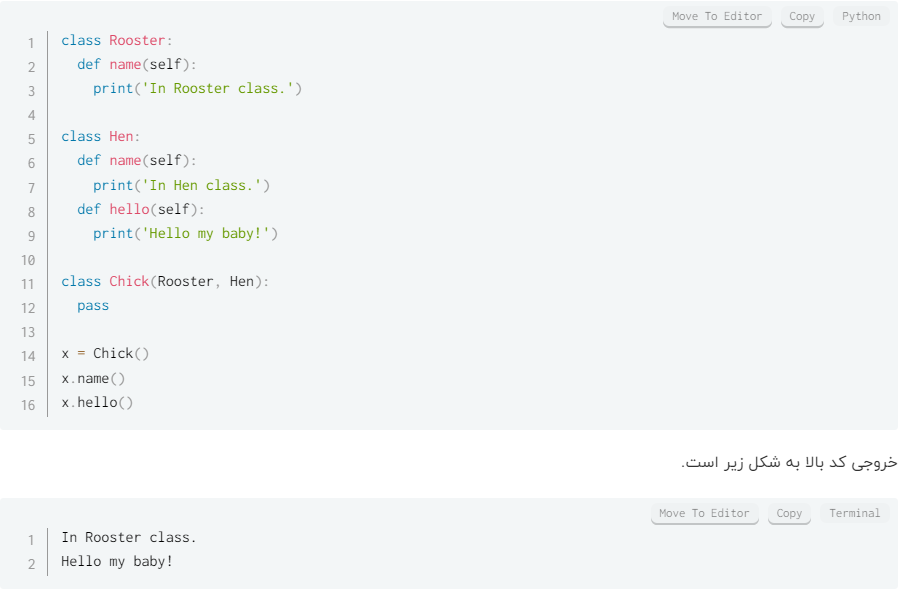 Move To Editor Copy Python
1 class Rooster:
2   def name(self):
3     print('In Rooster class.')
4
5 class Hen:
6   def name(self):
7     print('In Hen class.')
8   def hello(self):
9     print('Hello my baby!')
10
11 class Chick(Rooster, Hen):
12   pass
13
14 x = Chick()
15 x.name()
16 x.hello()
خروجی کد بالا به شکل زیر است.
Move To Editor Copy Terminal
1 In Rooster class.
2 Hello my baby!